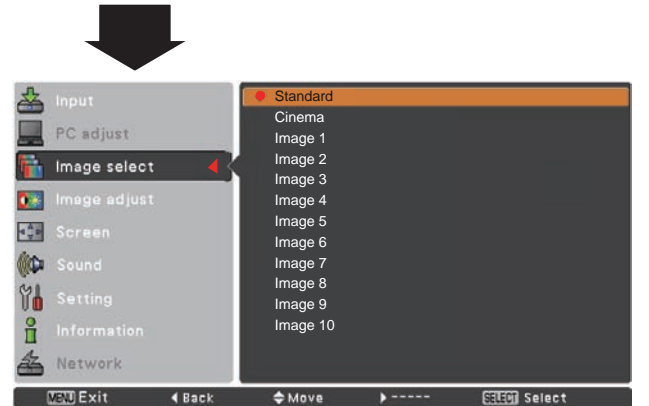 Input
PC adjust
Image select
Image adjust
Screen
Sound
Setting
Information
Network
Standard
Cinema
Image 1
Image 2
Image 3
Image 4
Image 5
Image 6
Image 7
Image 8
Image 9
Image 10
MENU Exit Back Move ----- SELECT Select